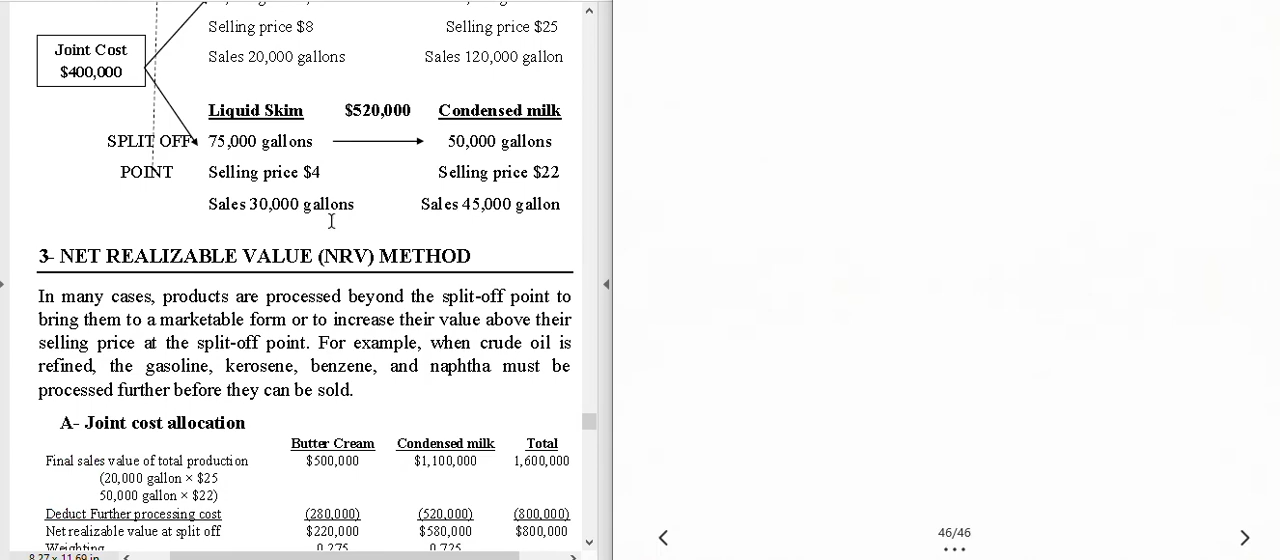 Selling price $8 Selling price $25
Joint Cost
$400,000
Sales 20,000 gallons Sales 120,000 gallon
Liquid Skim $520,000 Condensed milk
SPLIT OFF 75,000 gallons 50,000 gallons
POINT Selling price $4 Selling price $22
Sales 30,000 gallons Sales 45,000 gallon
3- NET REALIZABLE VALUE (NRV) METHOD
In many cases, products are processed beyond the split-off point to
bring them to a marketable form or to increase their value above their
selling price at the split-off point. For example, when crude oil is
refined, the gasoline, kerosene, benzene, and naphtha must be
processed further before they can be sold.
A- Joint cost allocation
Butter Cream Condensed milk Total
Final sales value of total production $500,000 $1,100,000 1,600,000
(20,000 gallon × $25
50,000 gallon × $22)
Deduct Further processing cost (280,000) (520,000) (800,000)
Net realizable value at split off $220,000 $580,000 $800,000
Weighting 0.275 0.725
8.27 x 11.69 in
46/46